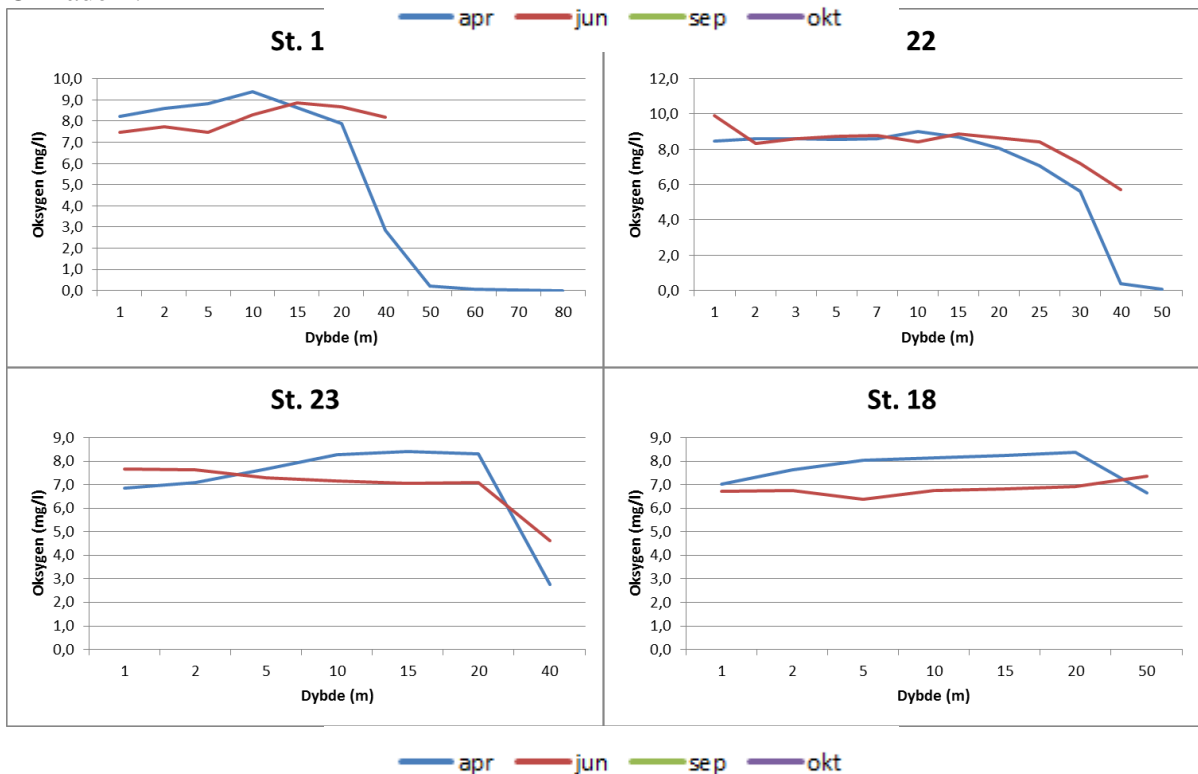 apr jun sep okt
St. 1
10,0
9,0
8,0
7,0
6,0
5,0
4,0
3,0
2,0
1,0
0,0
Oksygen (mg/l)
1 2 5 10 15 20 40 50 60 70 80
Dybde (m)
22
12,0
10,0
8,0
6,0
4,0
2,0
0,0
Oksygen (mg/l)
1 2 3 5 7 10 15 20 25 30 40 50
Dybde (m)
St. 23
9,0
8,0
7,0
6,0
5,0
4,0
3,0
2,0
1,0
0,0
Oksygen (mg/l)
1 2 5 10 15 20 40
Dybde (m)
St. 18
9,0
8,0
7,0
6,0
5,0
4,0
3,0
2,0
1,0
0,0
Oksygen (mg/l)
1 2 5 10 15 20 50
Dybde (m)
apr jun sep okt